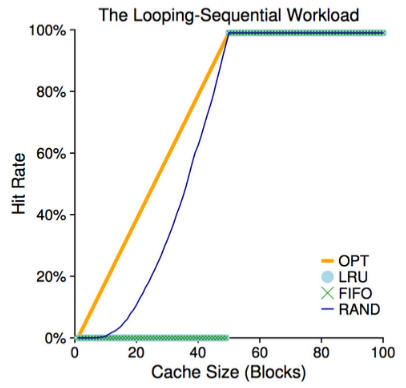 The Looping-Sequential Workload
100%
80%
60%
40%
20%
0%
Hit Rate
OPT
LRU
FIFO
RAND
0 20 40 60 80 100
Cache Size (Blocks)